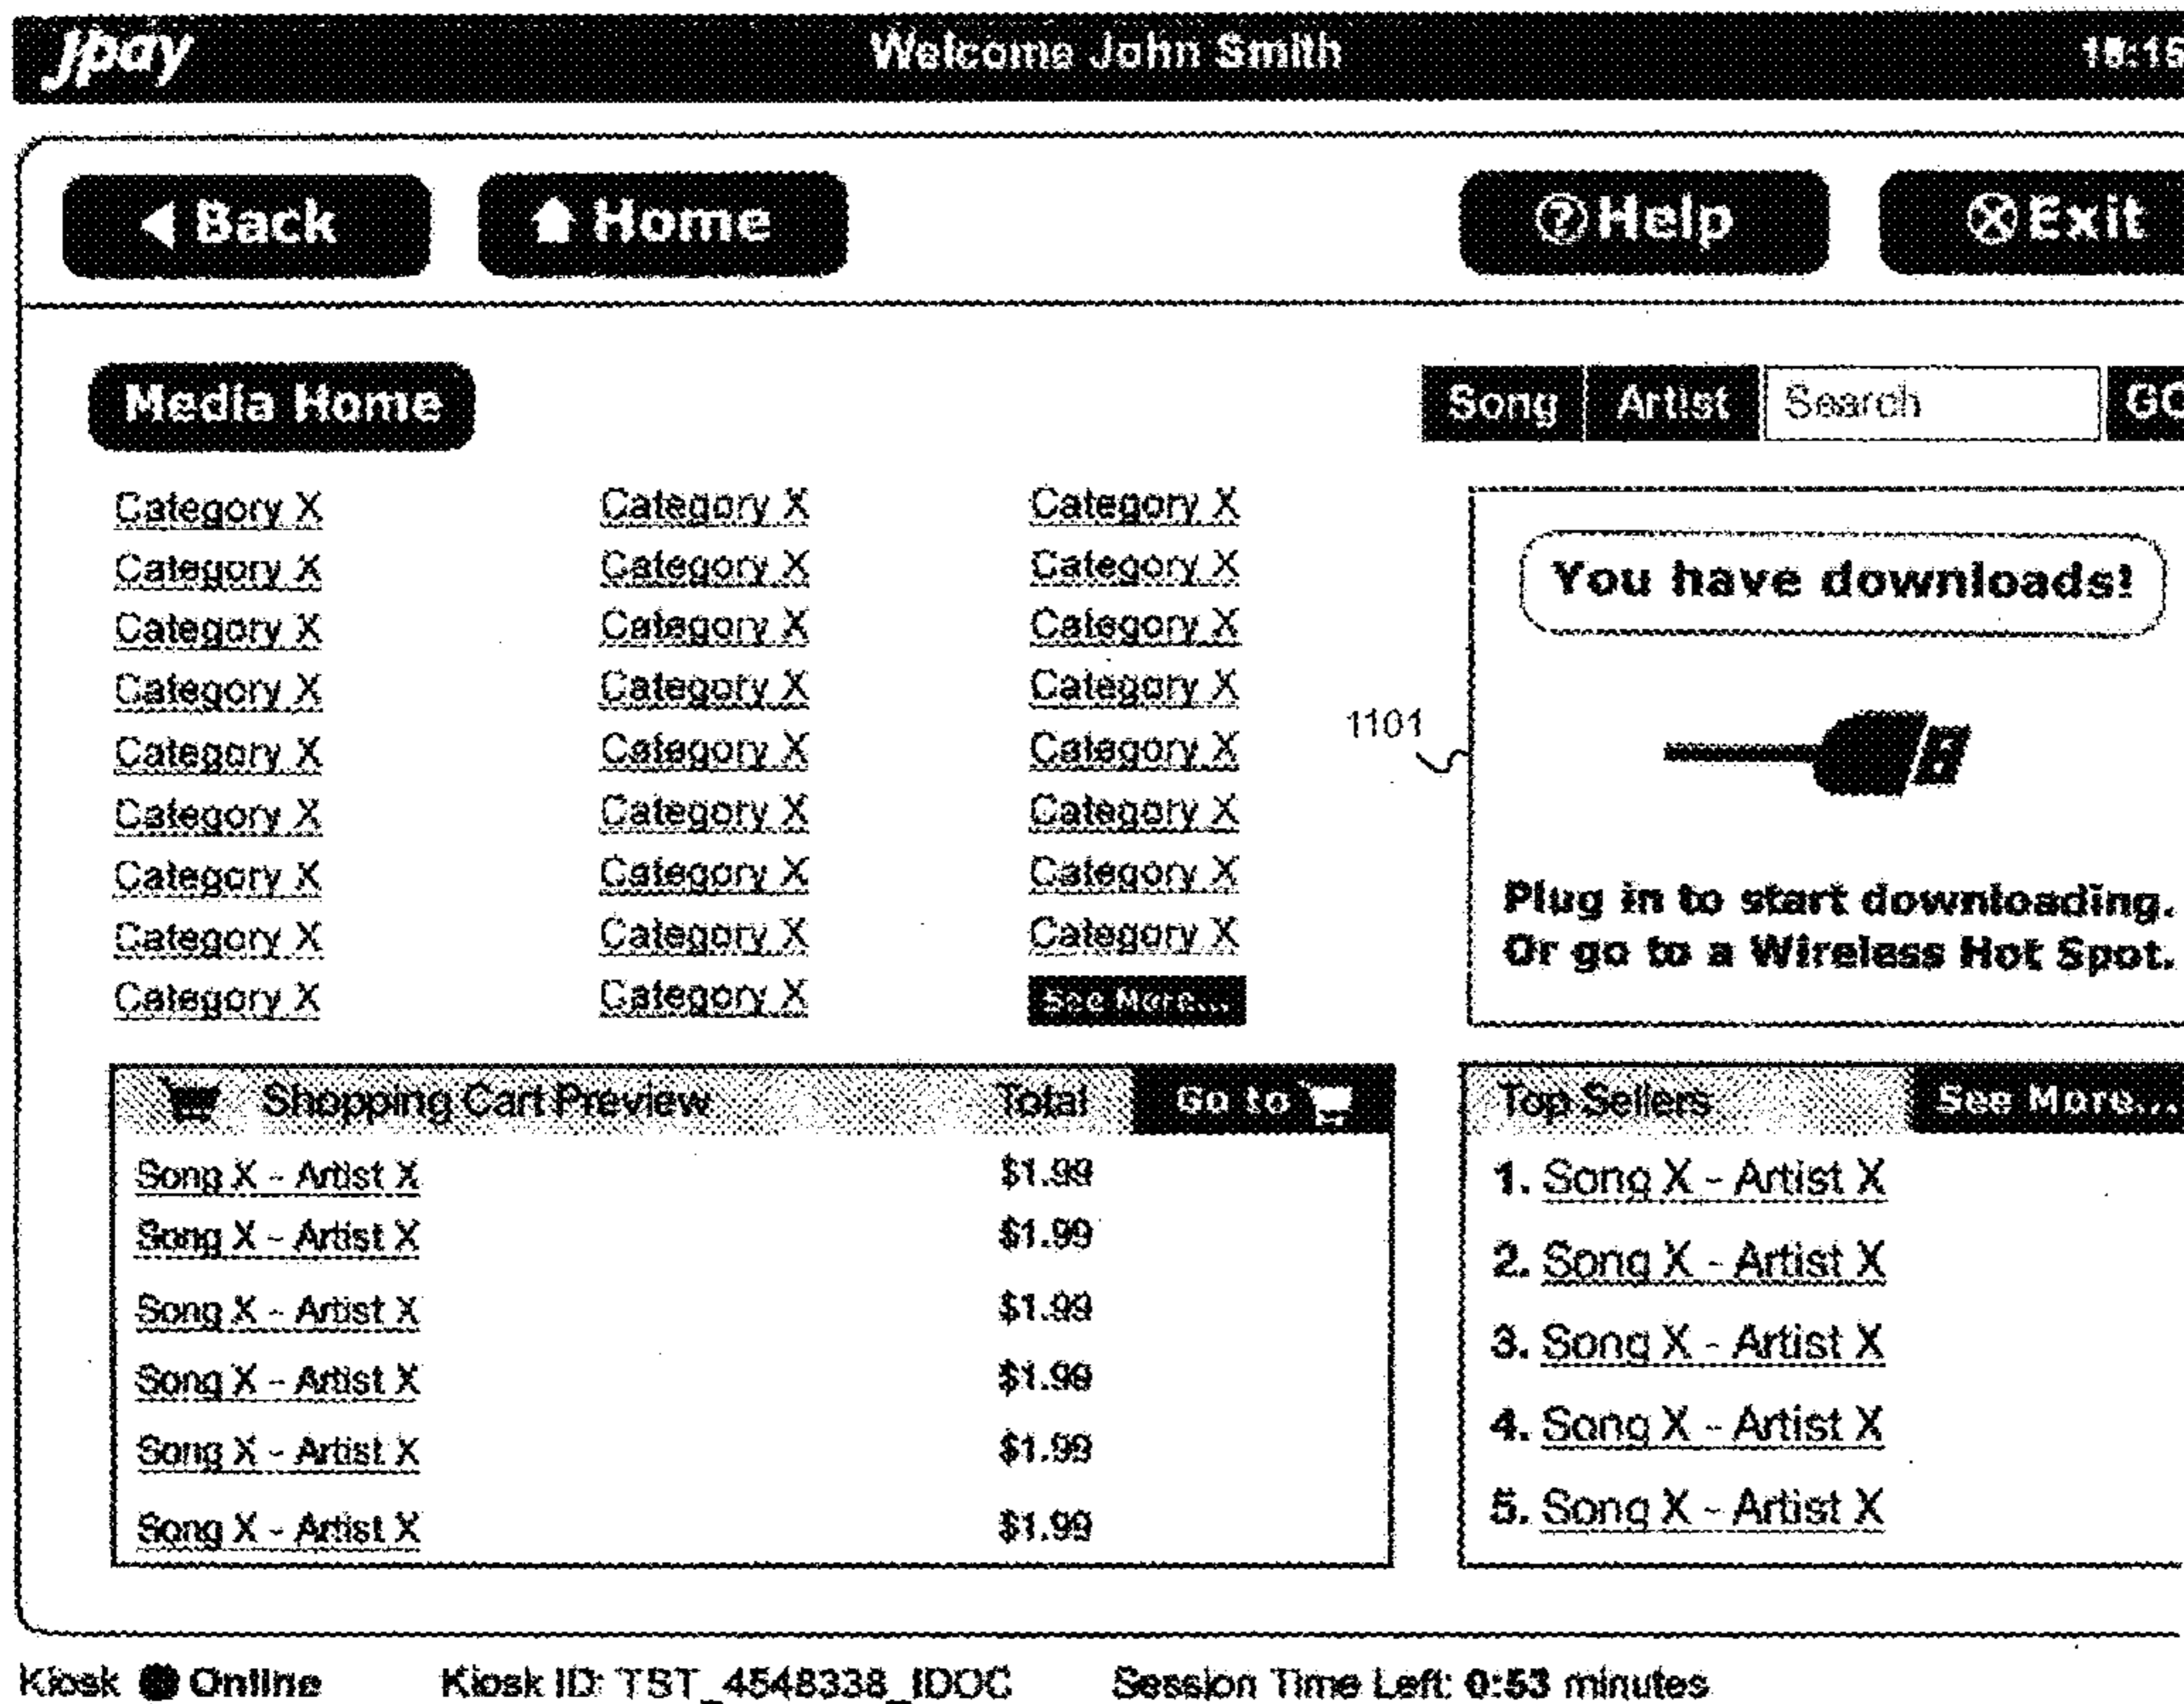 jpay Welcome John Smith
Back Home Help Exit
Media Home Song Artist Search
Category X Category X Category X
Category X Category X Category X
Category X Category X Category X
Category X Category X Category X
Category X Category X Category X
Category X Category X Category X
Category X Category X Category X
Category X Category X Category X
Category X Category X See More...
You have downloads!
1101
Plug in to start downloading.
Or go to a Wireless Hot Spot.
Shopping Cart Preview Total Go to
Song X - Artist X $1.99
Song X - Artist X $1.99
Song X - Artist X $1.99
Song X - Artist X $1.99
Song X - Artist X $1.99
Song X - Artist X $1.99
Top Sellers See More...
1. Song X - Artist X
2. Song X - Artist X
3. Song X - Artist X
4. Song X - Artist X
5. Song X - Artist X
Kiosk Online Kiosk ID: TST_4548338_IDOC Session Time Left: 0:53 minutes